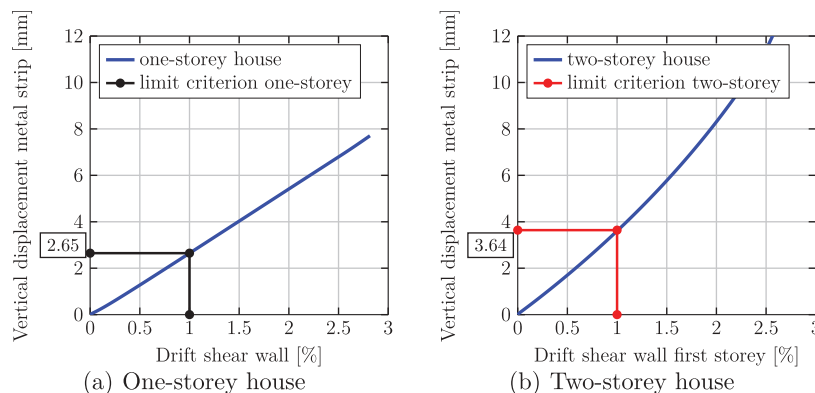 Vertical displacement metal strip [mm]
12
10
8
6
4
2
0
2.65
one-storey house
limit criterion one-storey
0 0.5 1 1.5 2 2.5 3
Drift shear wall [%]
(a) One-storey house
Vertical displacement metal strip [mm]
12
10
8
6
4
2
0
3.64
two-storey house
limit criterion two-storey
0 0.5 1 1.5 2 2.5 3
Drift shear wall first storey [%]
(b) Two-storey house